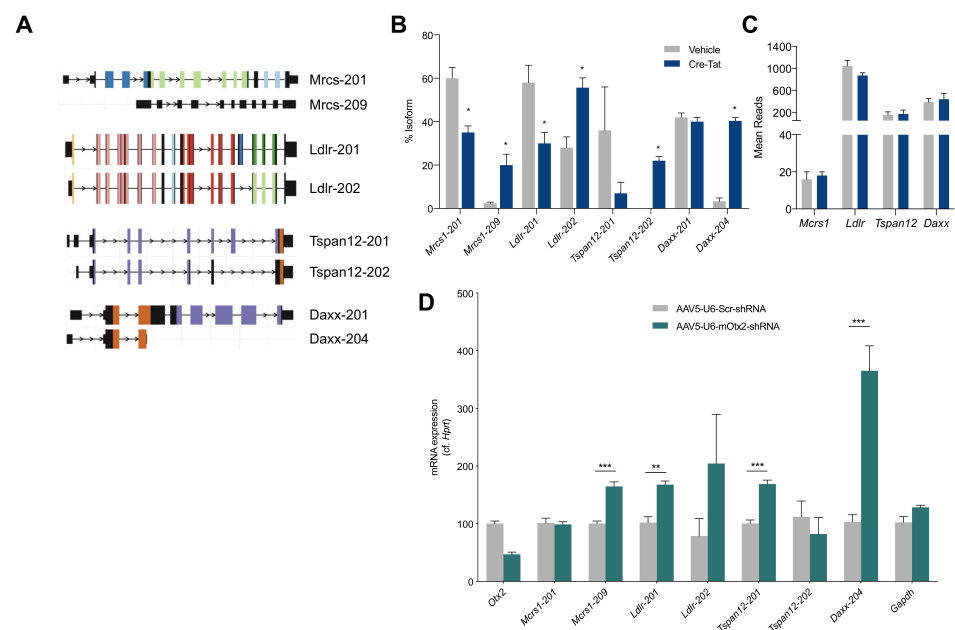 A
Mrcs-201
Mrcs-209
Ldlr-201
Ldlr-202
Tspan12-201
Tspan12-202
Daxx-201
Daxx-204
B
Vehicle
Cre-Tat
% Isoform
80
60
40
20
0
*
*
*
*
*
*
Mrcs1-201
Mrcs1-209
Ldlr-201
Ldlr-202
Tspan12-201
Tspan12-202
Daxx-201
Daxx-204
C
Mean Reads
1400
1000
600
200
20
40
20
0
Mcrs1
Ldlr
Tspan12
Daxx
D
AAV5-U6-Scr-shRNA
AAV5-U6-mOtx2-shRNA
mRNA expression
(cf. Hprt)
500
400
300
200
100
0
***
**
***
***
Otx2
Mcrs1-201
Mcrs1-209
Ldlr-201
Ldlr-202
Tspan12-201
Tspan12-202
Daxx-204
Gapdh